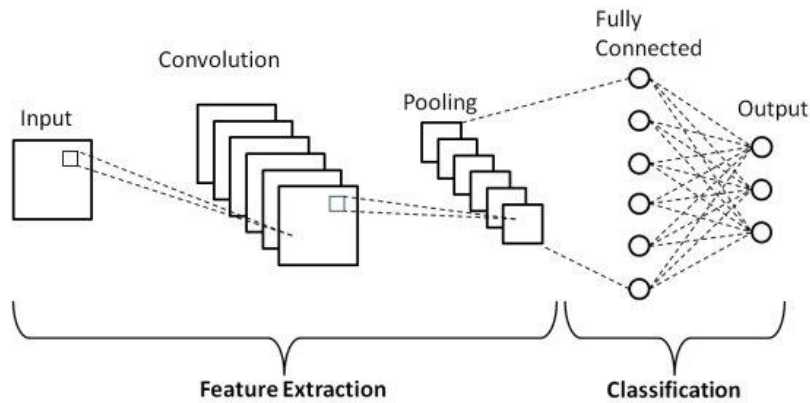 Fully
Connected
Convolution
Pooling
Output
Input
Feature Extraction
Classification